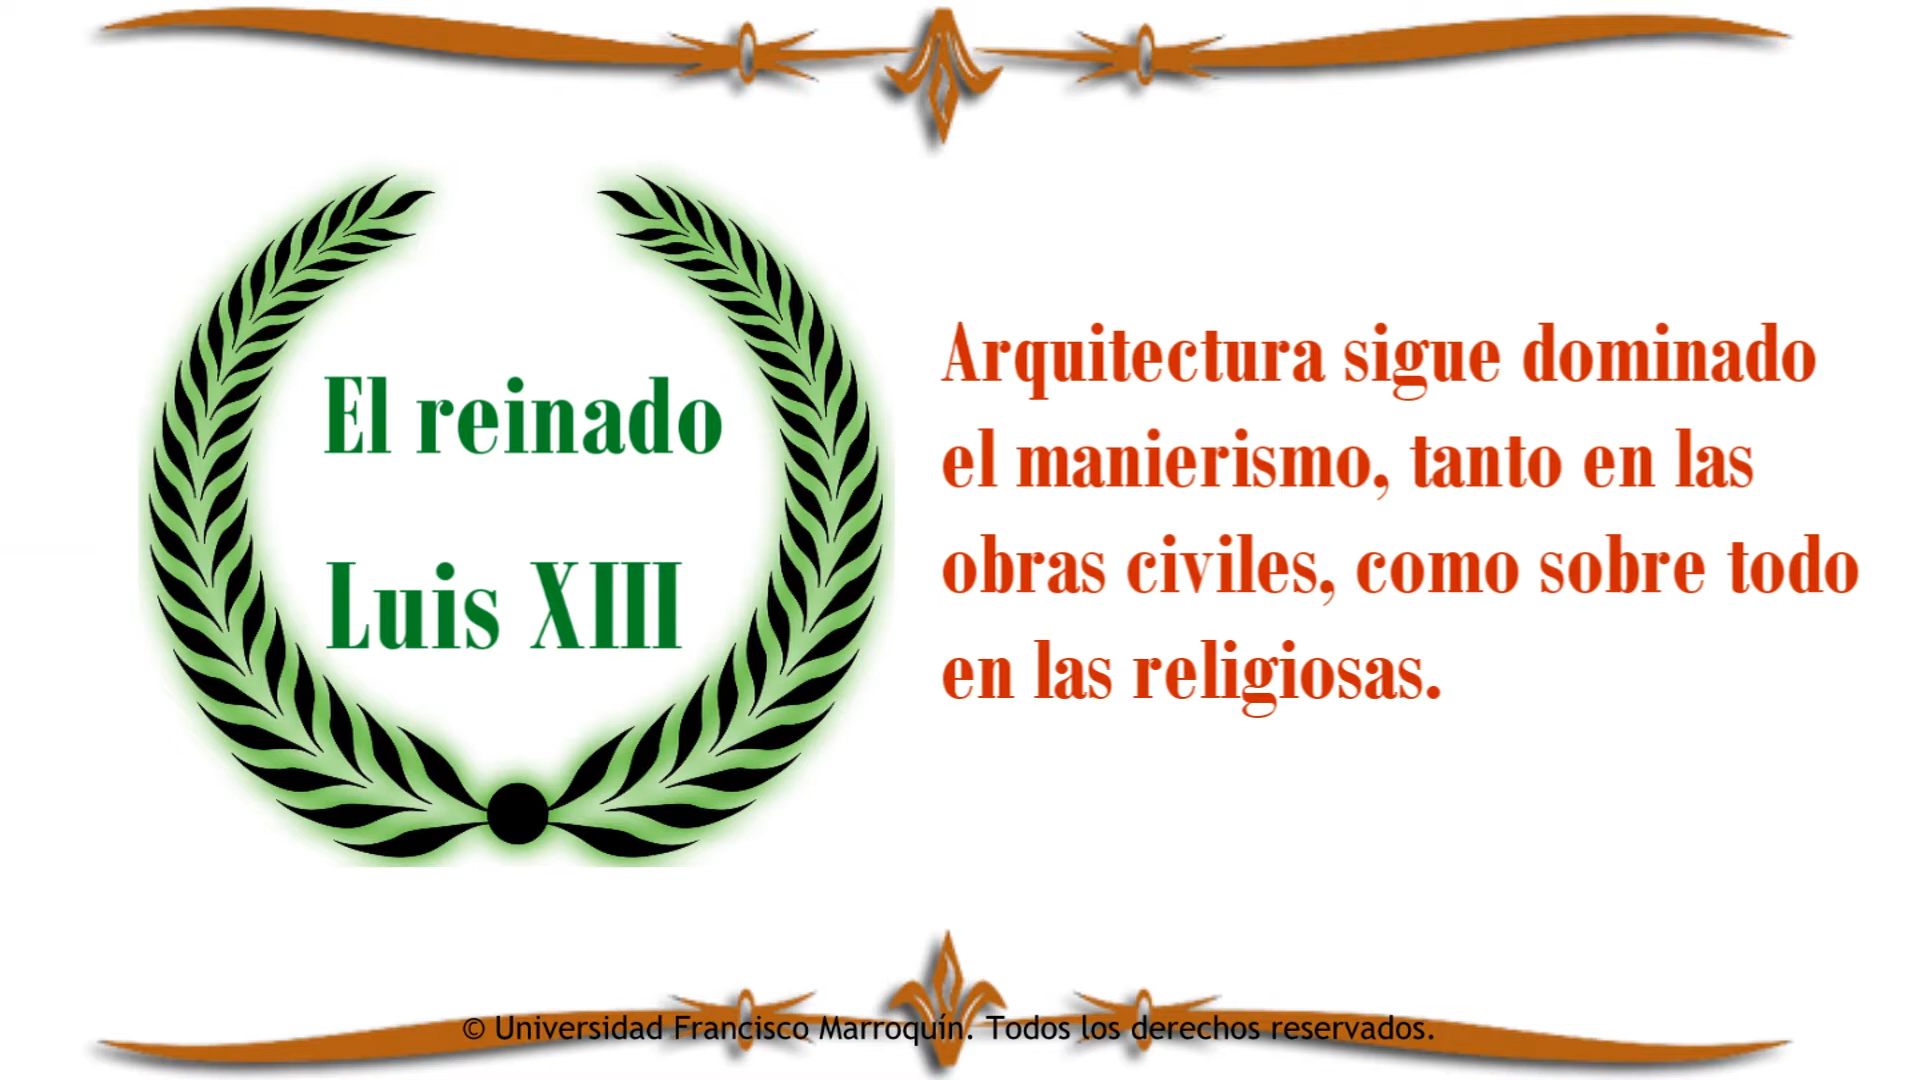 El reinado
Luis XIII
Arquitectura sigue dominado
el manierismo, tanto en las
obras civiles, como sobre todo
en las religiosas.
© Universidad Francisco Marroquín. Todos los derechos reservados.